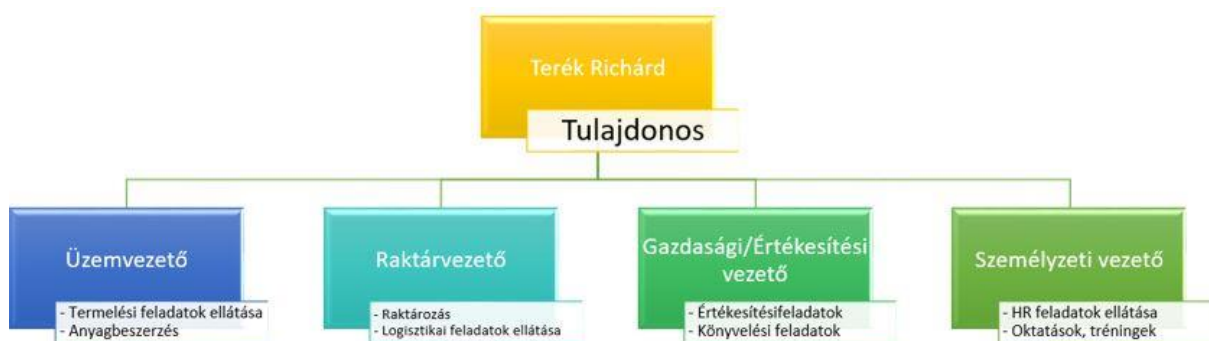 Terék Richárd
Tulajdonos
Üzemvezető
- Termelési feladatok ellátása
- Anyagbeszerzés
Raktárvezető
- Raktározás
- Logisztikai feladatok ellátása
Gazdasági/Értékesítési
vezető
- Értékesítésifeladatok
- Könyvelési feladatok
Személyzeti vezető
- HR feladatok ellátása
- Oktatások, tréningek